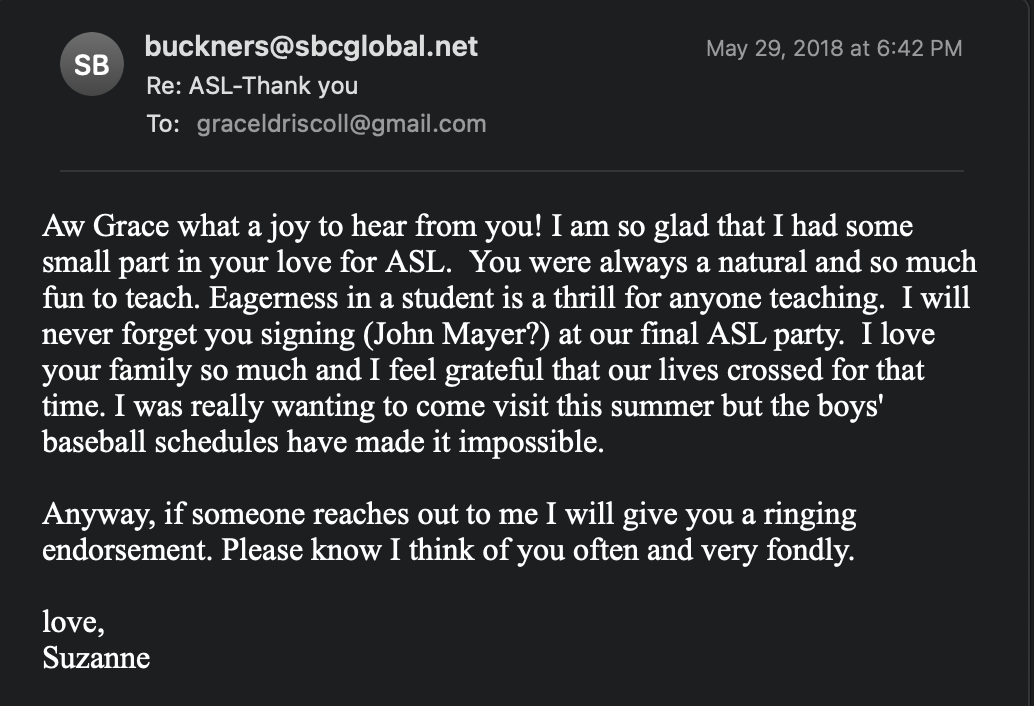 SB
buckners@sbcglobal.net
May 29, 2018 at 6:42 PM
Re: ASL-Thank you
To: graceldriscoll@gmail.com
Aw Grace what a joy to hear from you! I am so glad that I had some
small part in your love for ASL.  You were always a natural and so much
fun to teach. Eagerness in a student is a thrill for anyone teaching.  I will
never forget you signing (John Mayer?) at our final ASL party.  I love
your family so much and I feel grateful that our lives crossed for that
time. I was really wanting to come visit this summer but the boys'
baseball schedules have made it impossible.
Anyway, if someone reaches out to me I will give you a ringing
endorsement. Please know I think of you often and very fondly.
love,
Suzanne